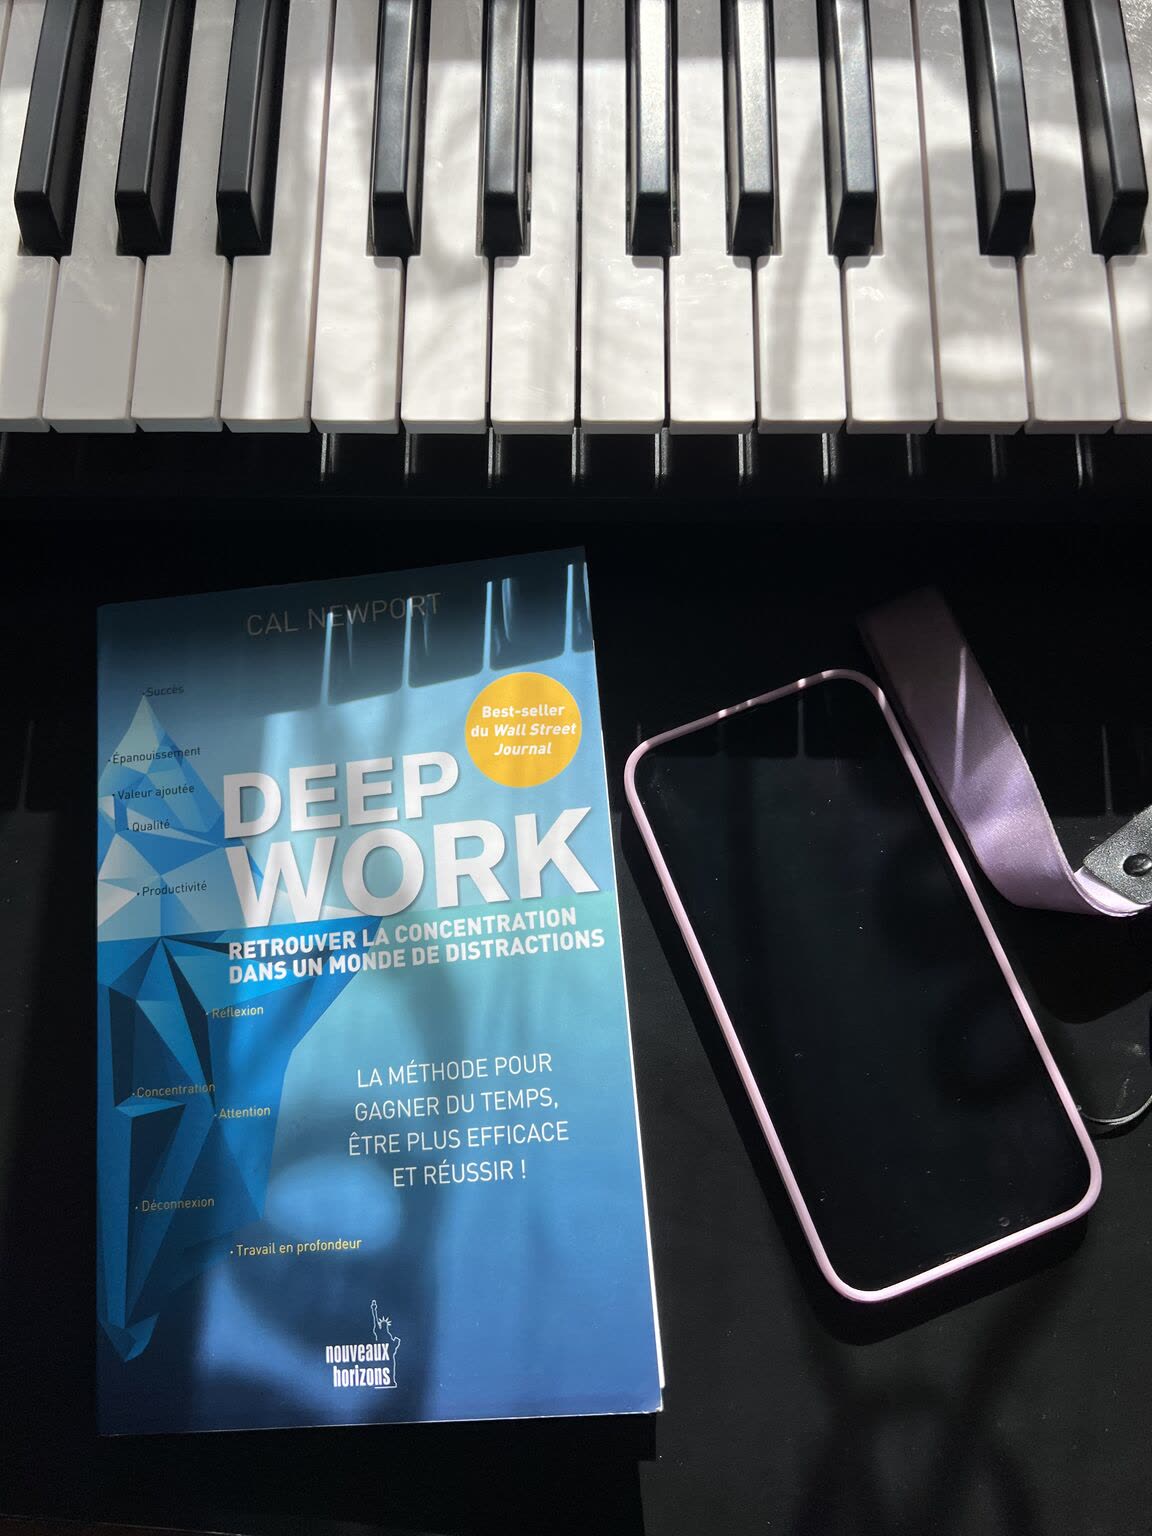 CAL NEWPORT
Best-seller
du Wall Street
Journal
• Succès
• Épanouissement
• Valeur ajoutée
• Qualité
• Productivité
DEEP
WORK
RETROUVER LA CONCENTRATION
DANS UN MONDE DE DISTRACTIONS
• Réflexion
• Concentration
• Attention
• Déconnexion
• Travail en profondeur
LA MÉTHODE POUR
GAGNER DU TEMPS,
ÊTRE PLUS EFFICACE
ET RÉUSSIR !
nouveaux
horizons